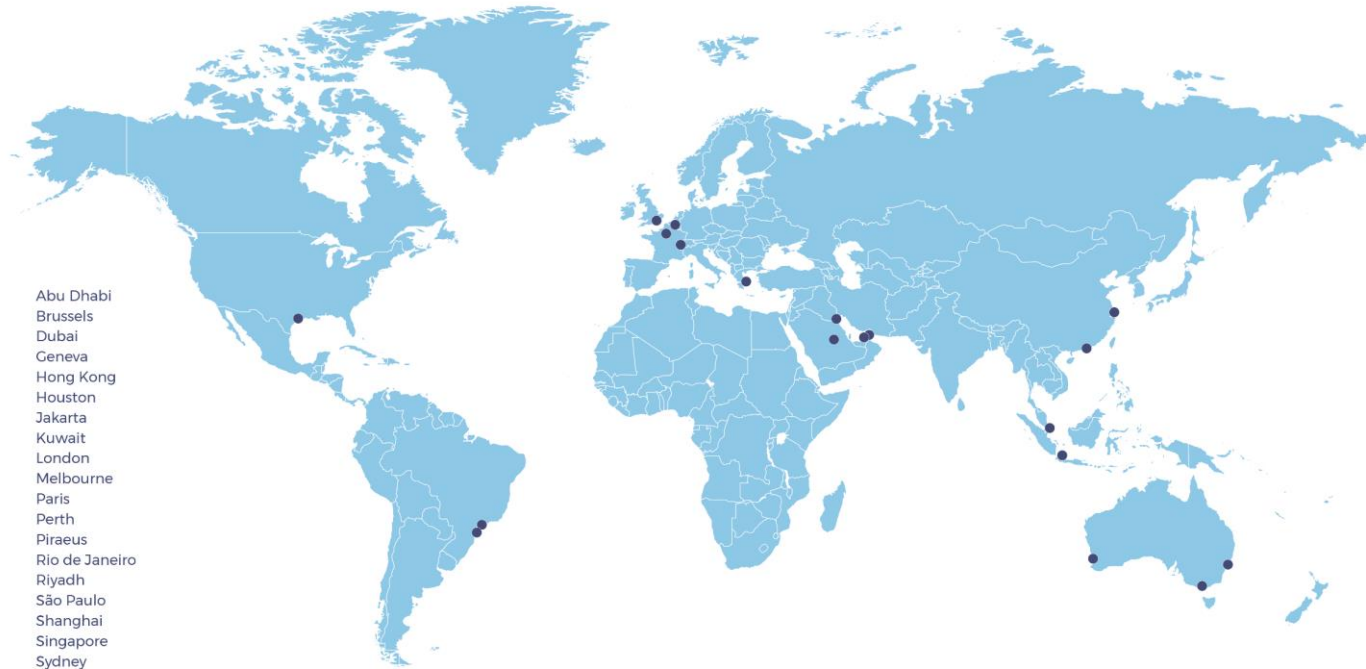 Abu Dhabi
Brussels
Dubai
Geneva
Hong Kong
Houston
Jakarta
Kuwait
London
Melbourne
Paris
Perth
Piraeus
Rio de Janeiro
Riyadh
São Paulo
Shanghai
Singapore
Sydney